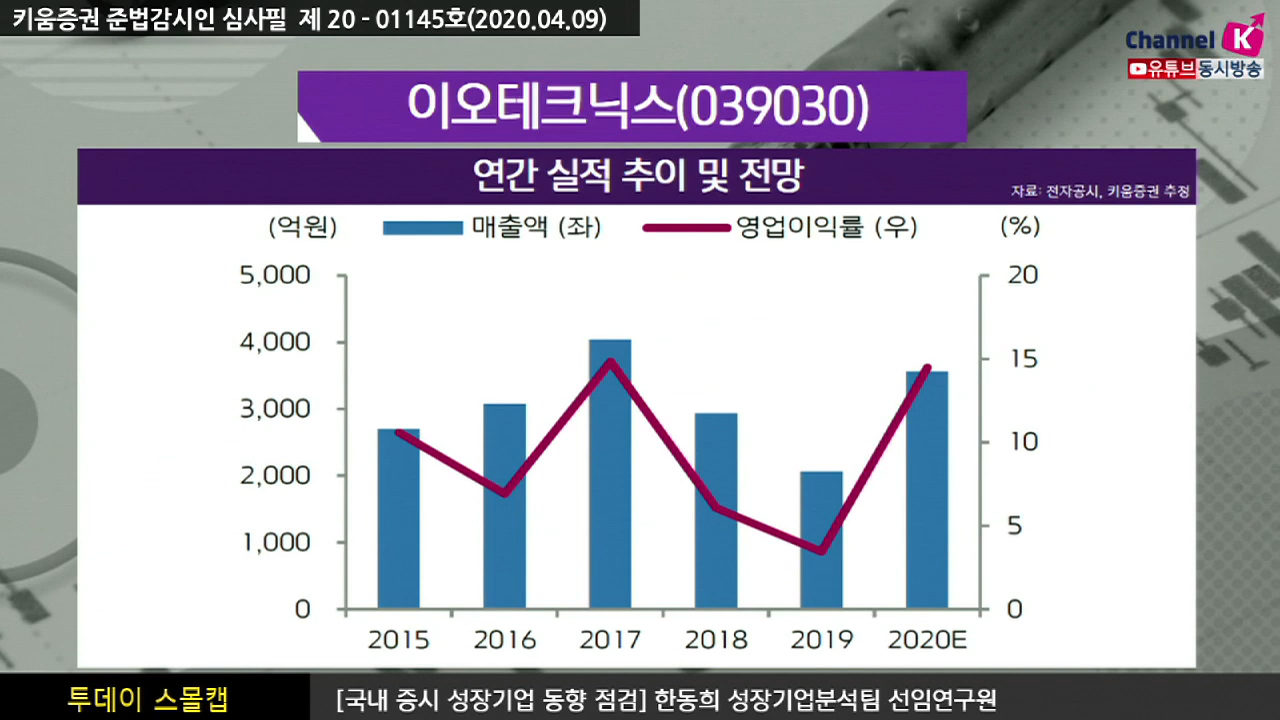 키움증권 준법감시인 심사필 제 20 - 01145호(2020.04.09)
Channel K
유튜브 동시방송
이오테크닉스(039030)
연간 실적 추이 및 전망
자료: 전자공시, 키움증권 추정
(억원) 매출액 (좌) 영업이익률 (우) (%)
5,000 20
4,000
15
3,000
10
2,000
5
1,000
0 0
2015 2016 2017 2018 2019 2020E
투데이 스몰캡 [국내 증시 성장기업 동향 점검] 한동희 성장기업분석팀 선임연구원